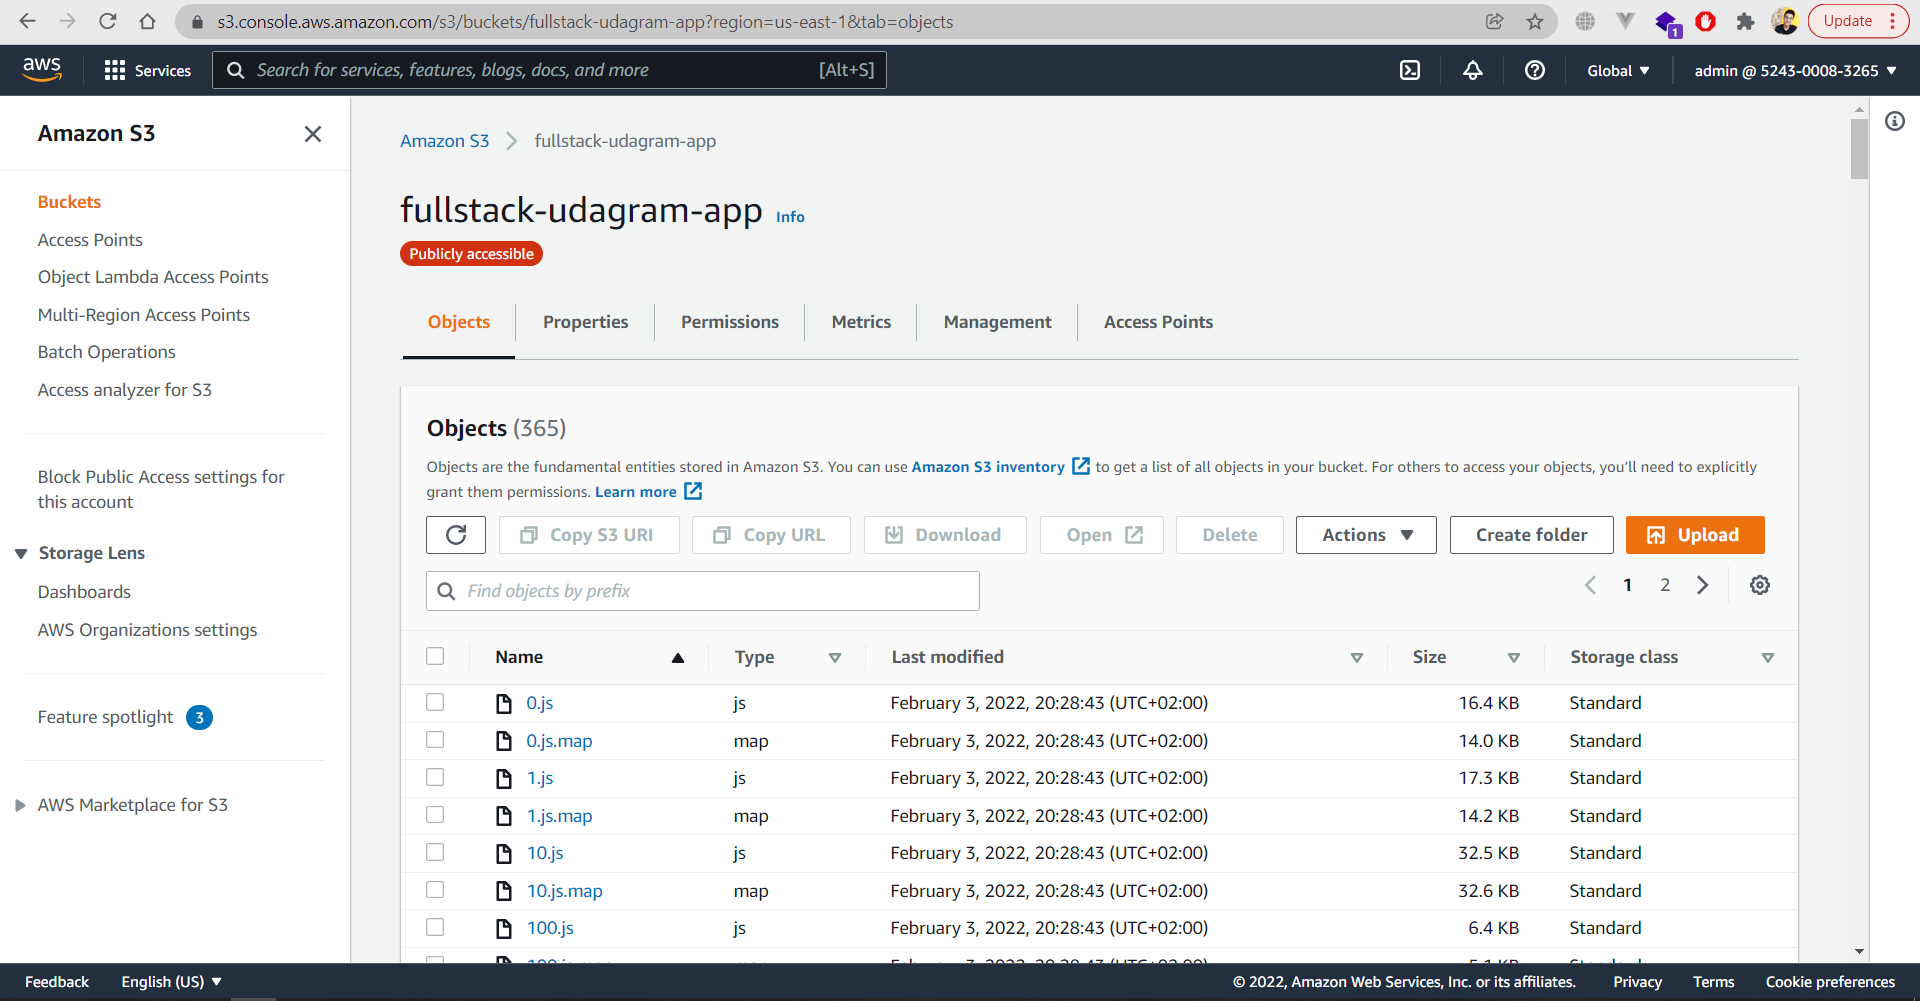 s3.console.aws.amazon.com/s3/buckets/fullstack-udagram-app?region=us-east-1&tab=objects
1
Update
aws
Services
Search for services, features, blogs, docs, and more
[Alt+S]
Global
admin @ 5243-0008-3265
Amazon S3
Buckets
Access Points
Object Lambda Access Points
Multi-Region Access Points
Batch Operations
Access analyzer for S3
Block Public Access settings for
this account
Storage Lens
Dashboards
AWS Organizations settings
Feature spotlight 3
AWS Marketplace for S3
Amazon S3 fullstack-udagram-app
fullstack-udagram-app Info
Publicly accessible
Objects Properties Permissions Metrics Management Access Points
Objects (365)
Objects are the fundamental entities stored in Amazon S3. You can use Amazon S3 inventory to get a list of all objects in your bucket. For others to access your objects, you'll need to explicitly
grant them permissions. Learn more
Copy S3 URI Copy URL Download Open Delete Actions Create folder Upload
Find objects by prefix
1 2
Name Type Last modified Size Storage class
0.js js February 3, 2022, 20:28:43 (UTC+02:00) 16.4 KB Standard
0.js.map map February 3, 2022, 20:28:43 (UTC+02:00) 14.0 KB Standard
1.js js February 3, 2022, 20:28:43 (UTC+02:00) 17.3 KB Standard
1.js.map map February 3, 2022, 20:28:43 (UTC+02:00) 14.2 KB Standard
10.js js February 3, 2022, 20:28:43 (UTC+02:00) 32.5 KB Standard
10.js.map map February 3, 2022, 20:28:43 (UTC+02:00) 32.6 KB Standard
100.js js February 3, 2022, 20:28:43 (UTC+02:00) 6.4 KB Standard
Feedback English (US) © 2022, Amazon Web Services, Inc. or its affiliates. Privacy Terms Cookie preferences